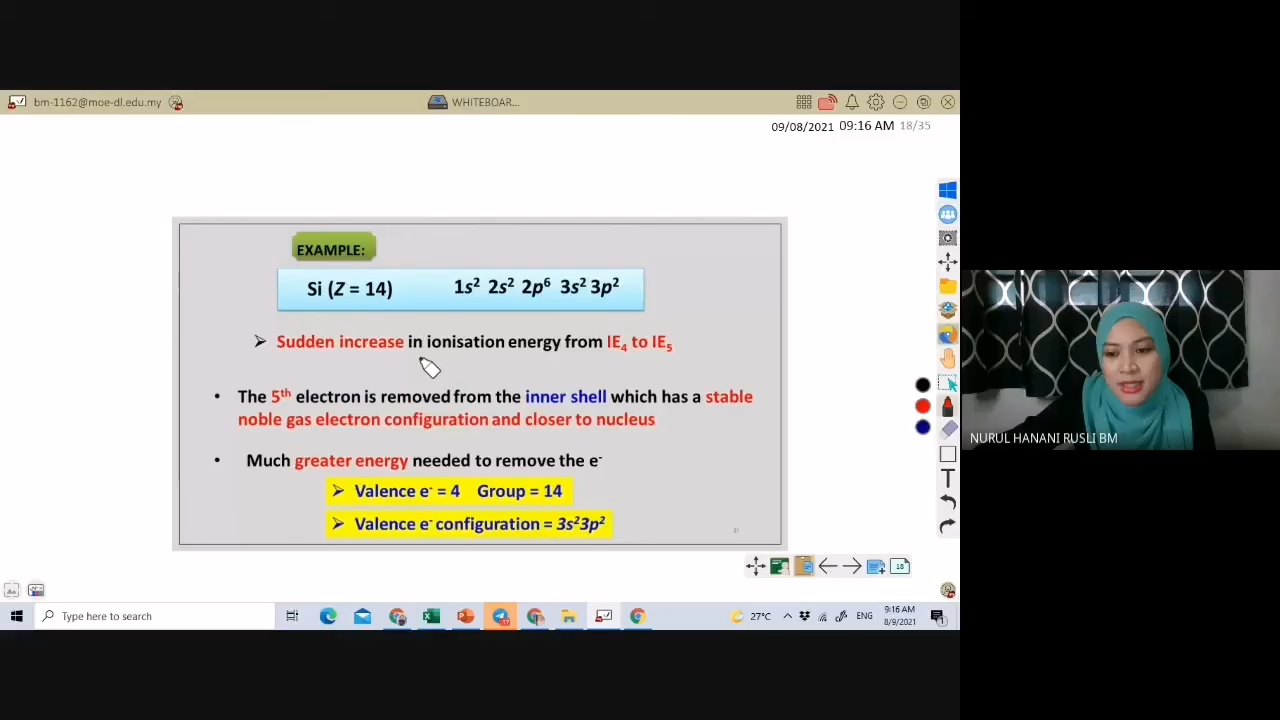 bm-1162@moe-dl.edu.my
WHITEBOAR...
09/08/2021 09:16 AM 18/35
EXAMPLE:
Si (Z = 14) 1s² 2s² 2p⁶ 3s² 3p²
➢ Sudden increase in ionisation energy from IE₄ to IE₅
• The 5ᵗʰ electron is removed from the inner shell which has a stable
noble gas electron configuration and closer to nucleus
• Much greater energy needed to remove the e⁻
➢ Valence e⁻ = 4 Group = 14
➢ Valence e⁻ configuration = 3s²3p²
NURUL HANANI RUSLI BM
T
18
Type here to search
27°C
ENG
9:16 AM
8/9/2021
1